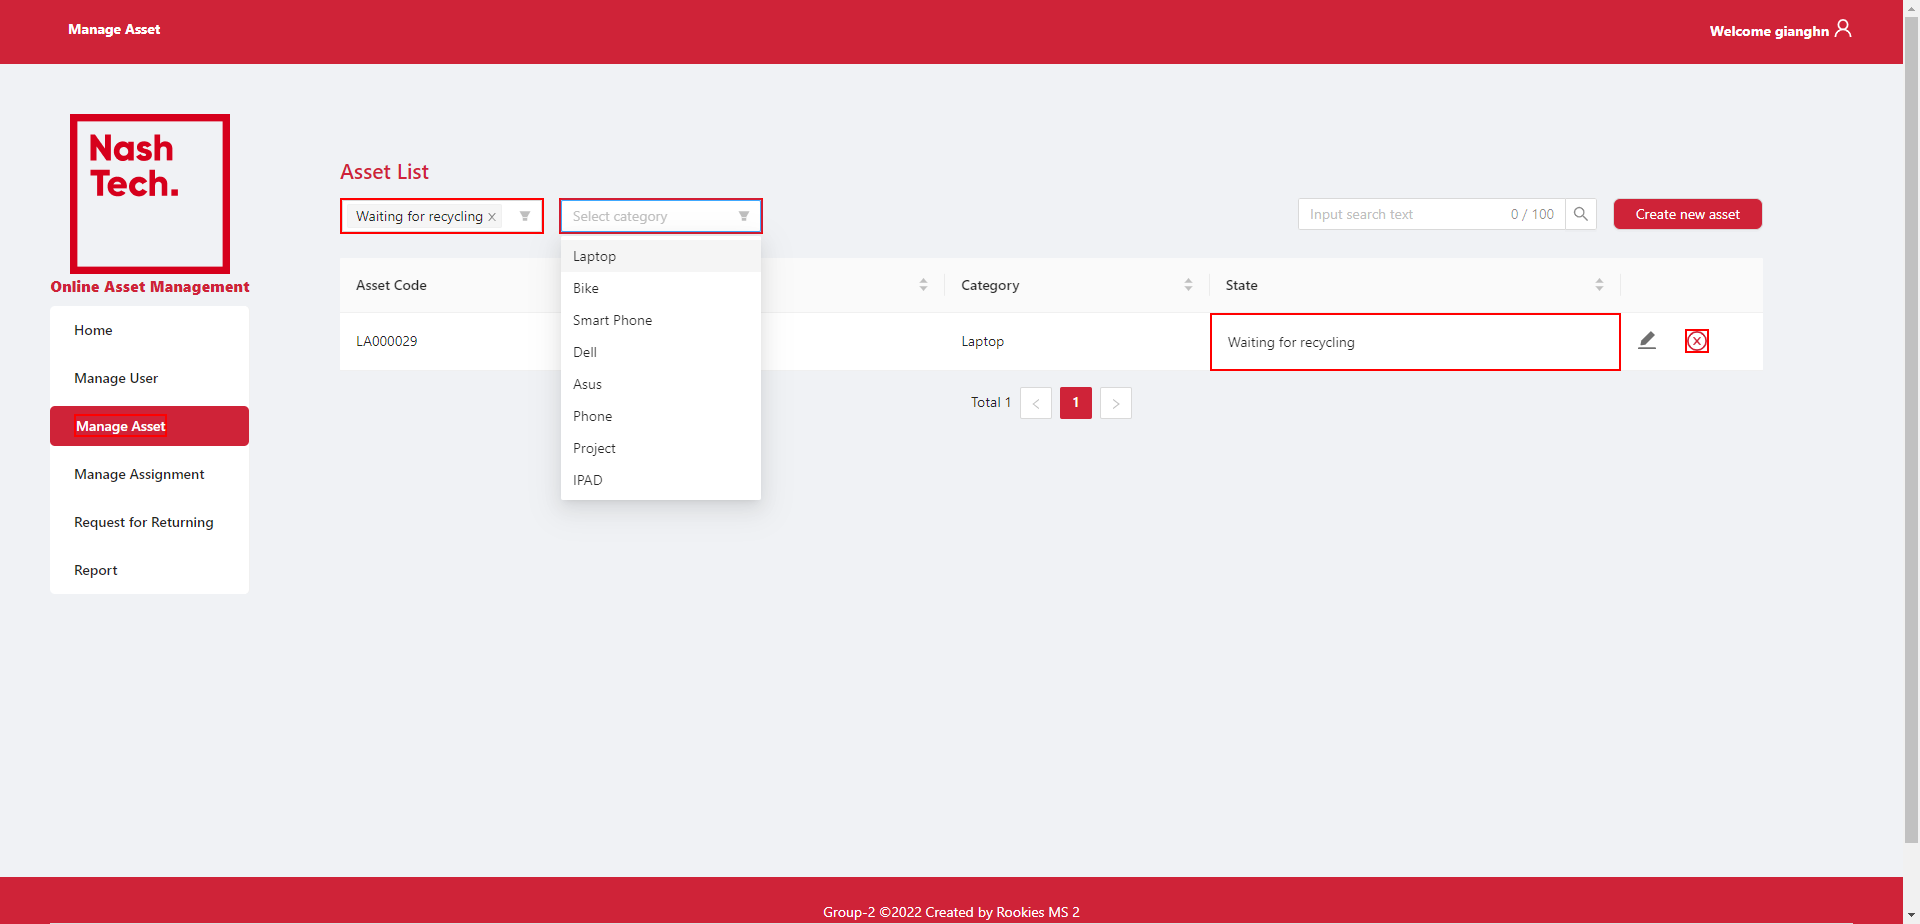 Manage Asset
Welcome gianghn
Nash
Tech.
Online Asset Management
Home
Manage User
Manage Asset
Manage Assignment
Request for Returning
Report
Asset List
Waiting for recycling ×
Select category
Input search text 0 / 100
Create new asset
Laptop
Bike
Smart Phone
Dell
Asus
Phone
Project
IPAD
Asset Code Category State
LA000029 Laptop Waiting for recycling
Total 1 < 1 >
Group-2 ©2022 Created by Rookies MS 2